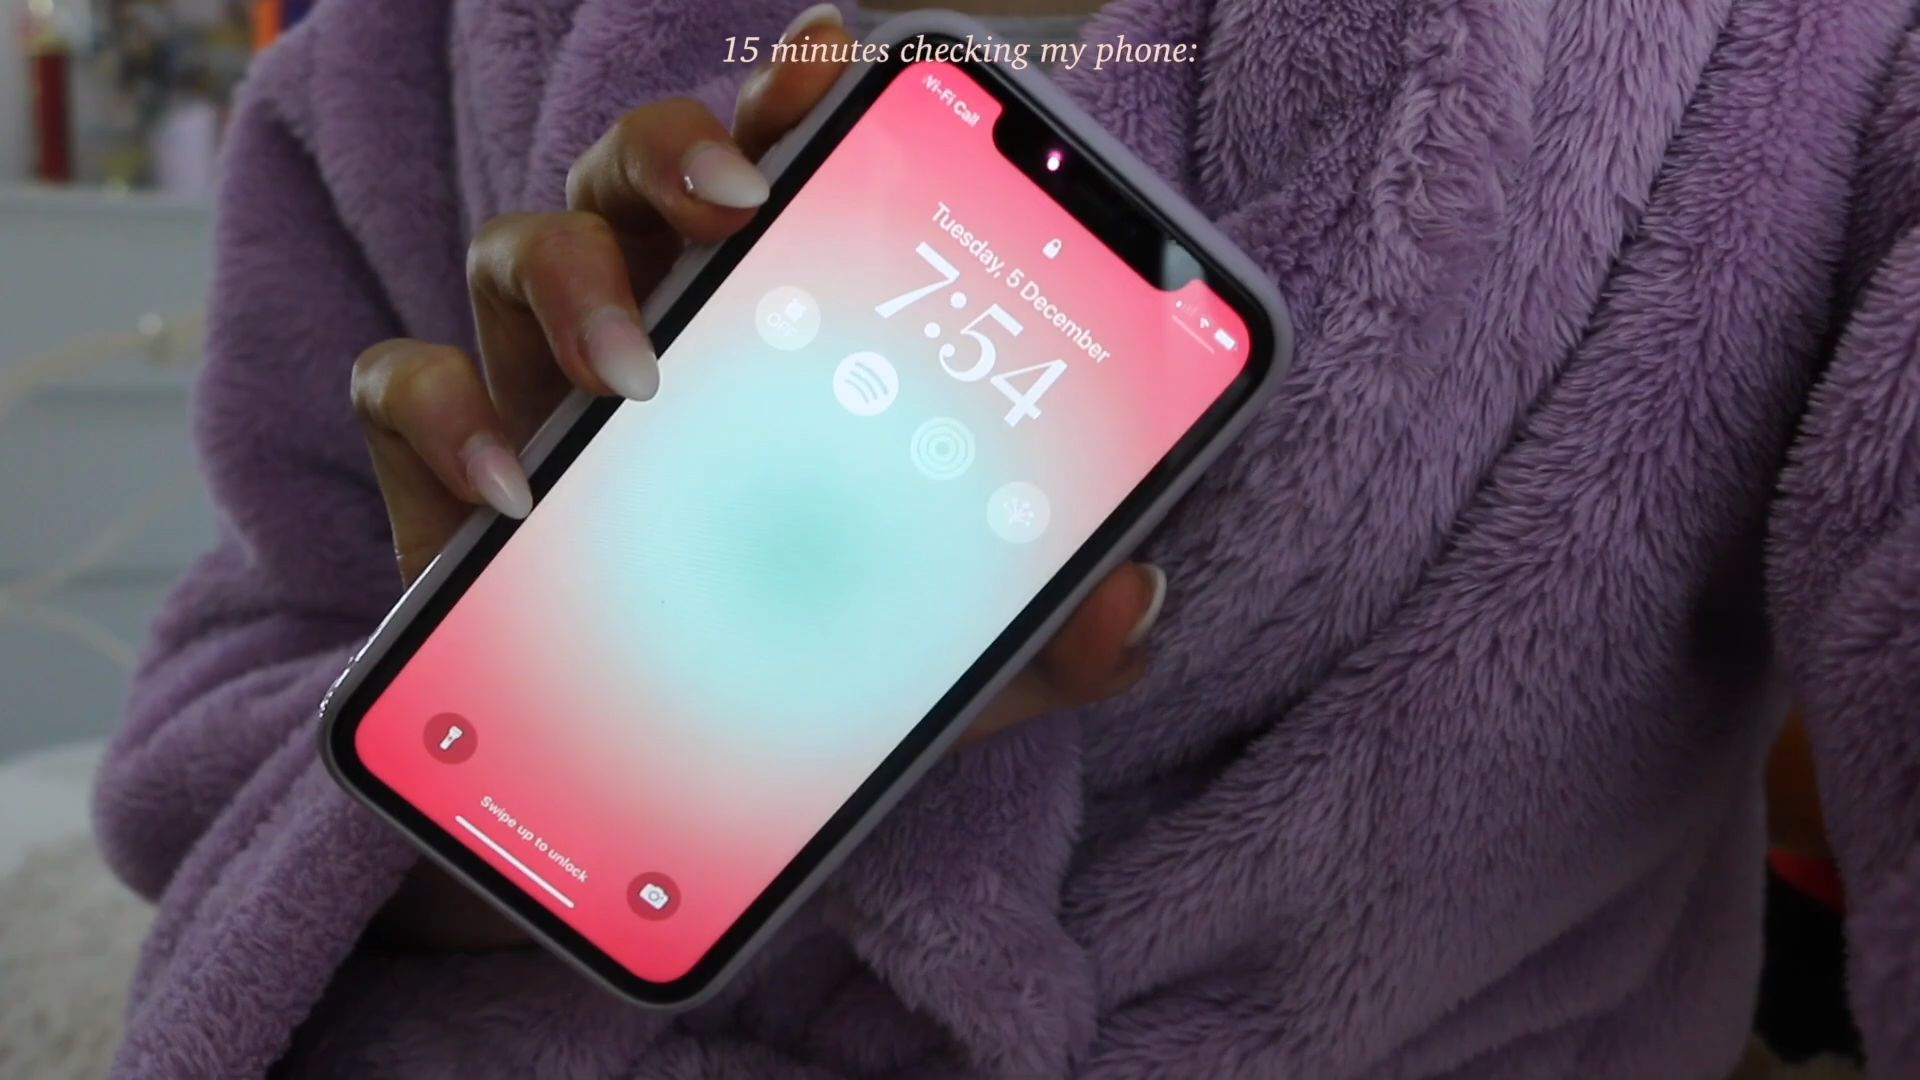 15 minutes checking my phone:
Wi-Fi Call
Tuesday, 5 December
7:54
OFF
Swipe up to unlock